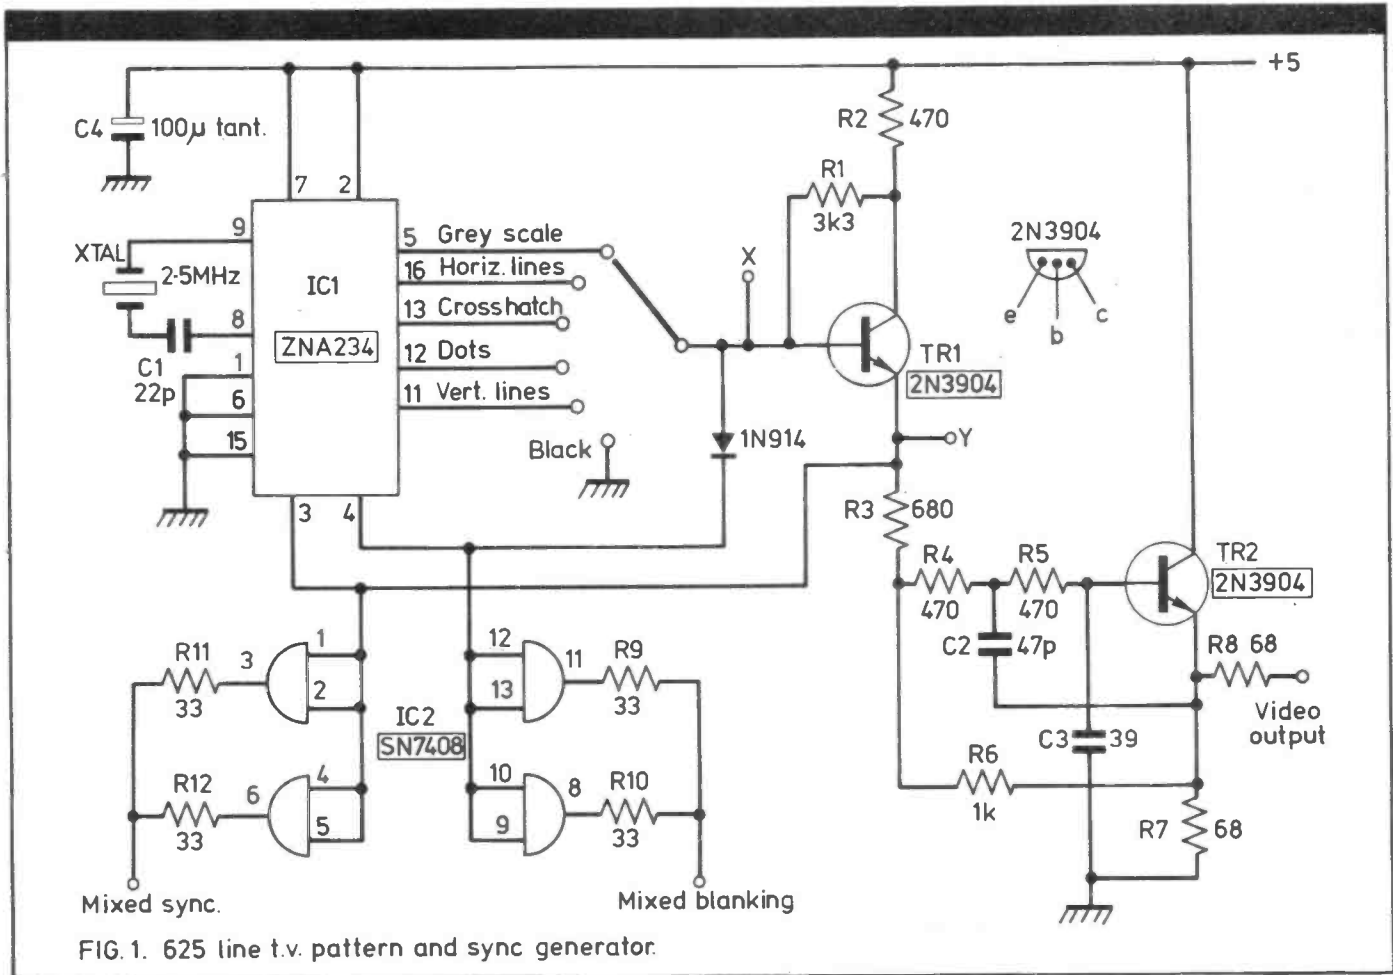 +5
C4 100µ tant.
R2 470
R1
3k3
7 2
9
XTAL
2·5MHz
8
C1
22p
1
6
15
IC1
ZNA234
3 4
5 Grey scale
16 Horiz. lines
13 Crosshatch
12 Dots
11 Vert. lines
Black
X
1N914
TR1
2N3904
Y
2N3904
e b c
R3 680
R4
470
R5
470
C2 47p
TR2
2N3904
R8 68
Video
output
C3 39
R6
1k
R7 68
R11
33
3
1
2
R12
33
6
4
5
IC2
SN7408
12
13
11
R9
33
10
9
8
R10
33
Mixed sync.
Mixed blanking
FIG. 1. 625 line t.v. pattern and sync generator.